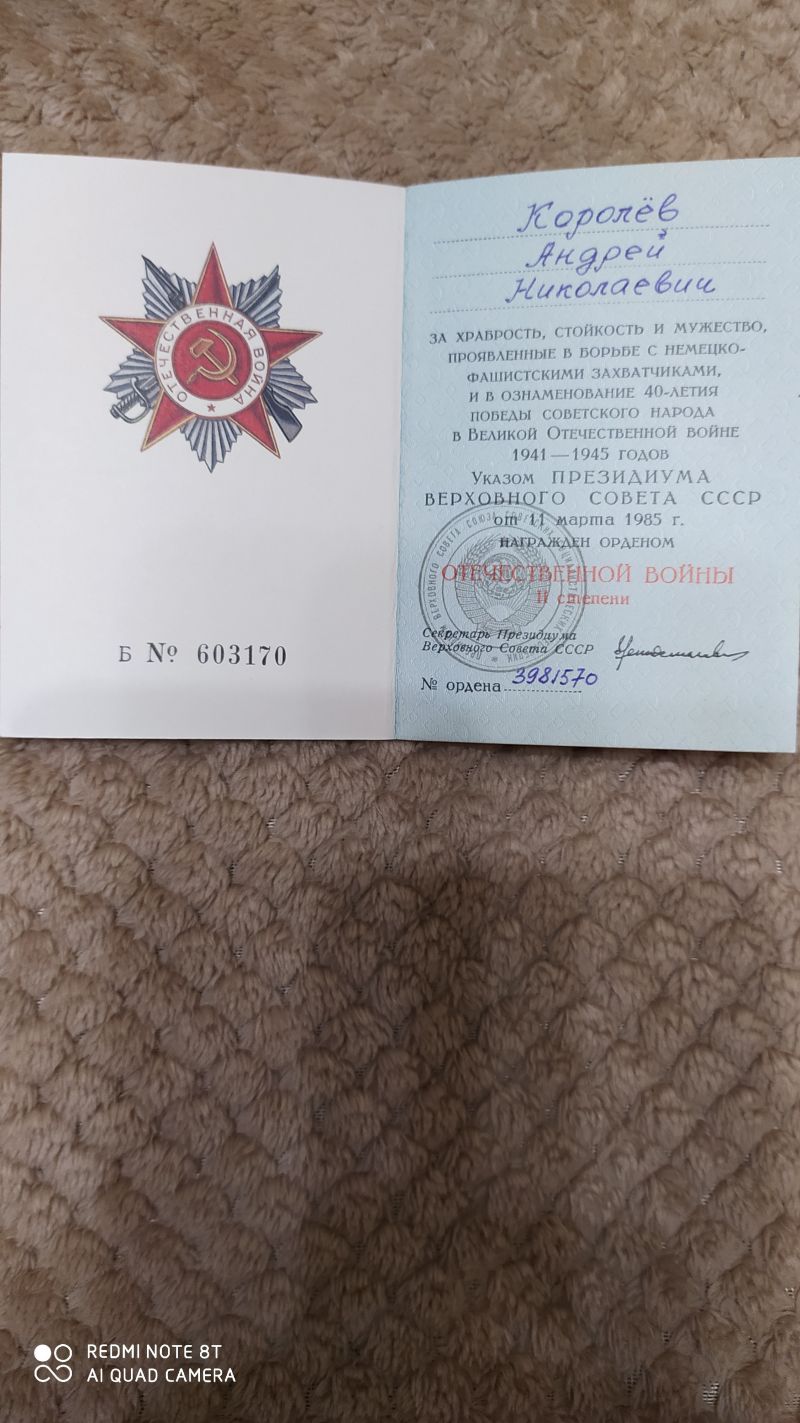 ОТЕЧЕСТВЕННАЯ ВОЙНА
Б № 603170
Королёв
Андрей
Николаевич
ЗА ХРАБРОСТЬ, СТОЙКОСТЬ И МУЖЕСТВО,
ПРОЯВЛЕННЫЕ В БОРЬБЕ С НЕМЕЦКО-
ФАШИСТСКИМИ ЗАХВАТЧИКАМИ,
И В ОЗНАМЕНОВАНИЕ 40-ЛЕТИЯ
ПОБЕДЫ СОВЕТСКОГО НАРОДА
В ВЕЛИКОЙ ОТЕЧЕСТВЕННОЙ ВОЙНЕ
1941—1945 ГОДОВ
УКАЗОМ ПРЕЗИДИУМА
ВЕРХОВНОГО СОВЕТА СССР
от 11 марта 1985 г.
НАГРАЖДЕН ОРДЕНОМ
ОТЕЧЕСТВЕННОЙ ВОЙНЫ
II степени
Секретарь Президиума
Верховного Совета СССР
№ ордена 3981570
REDMI NOTE 8T
AI QUAD CAMERA